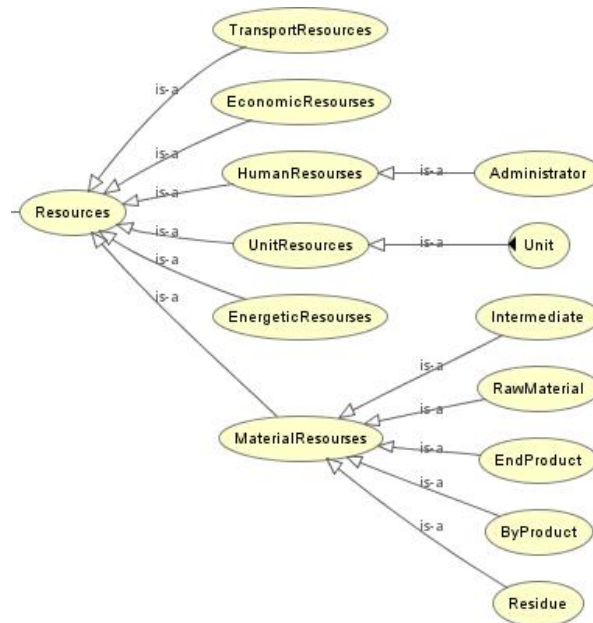 TransportResources
is-a
EconomicResourses
is-a
HumanResourses
is-a
Administrator
is-a
Resources
UnitResources
is-a
Unit
is-a
is-a
EnergeticResourses
is-a
Intermediate
is-a
RawMaterial
is-a
MaterialResourses
EndProduct
is-a
is-a
ByProduct
is-a
Residue